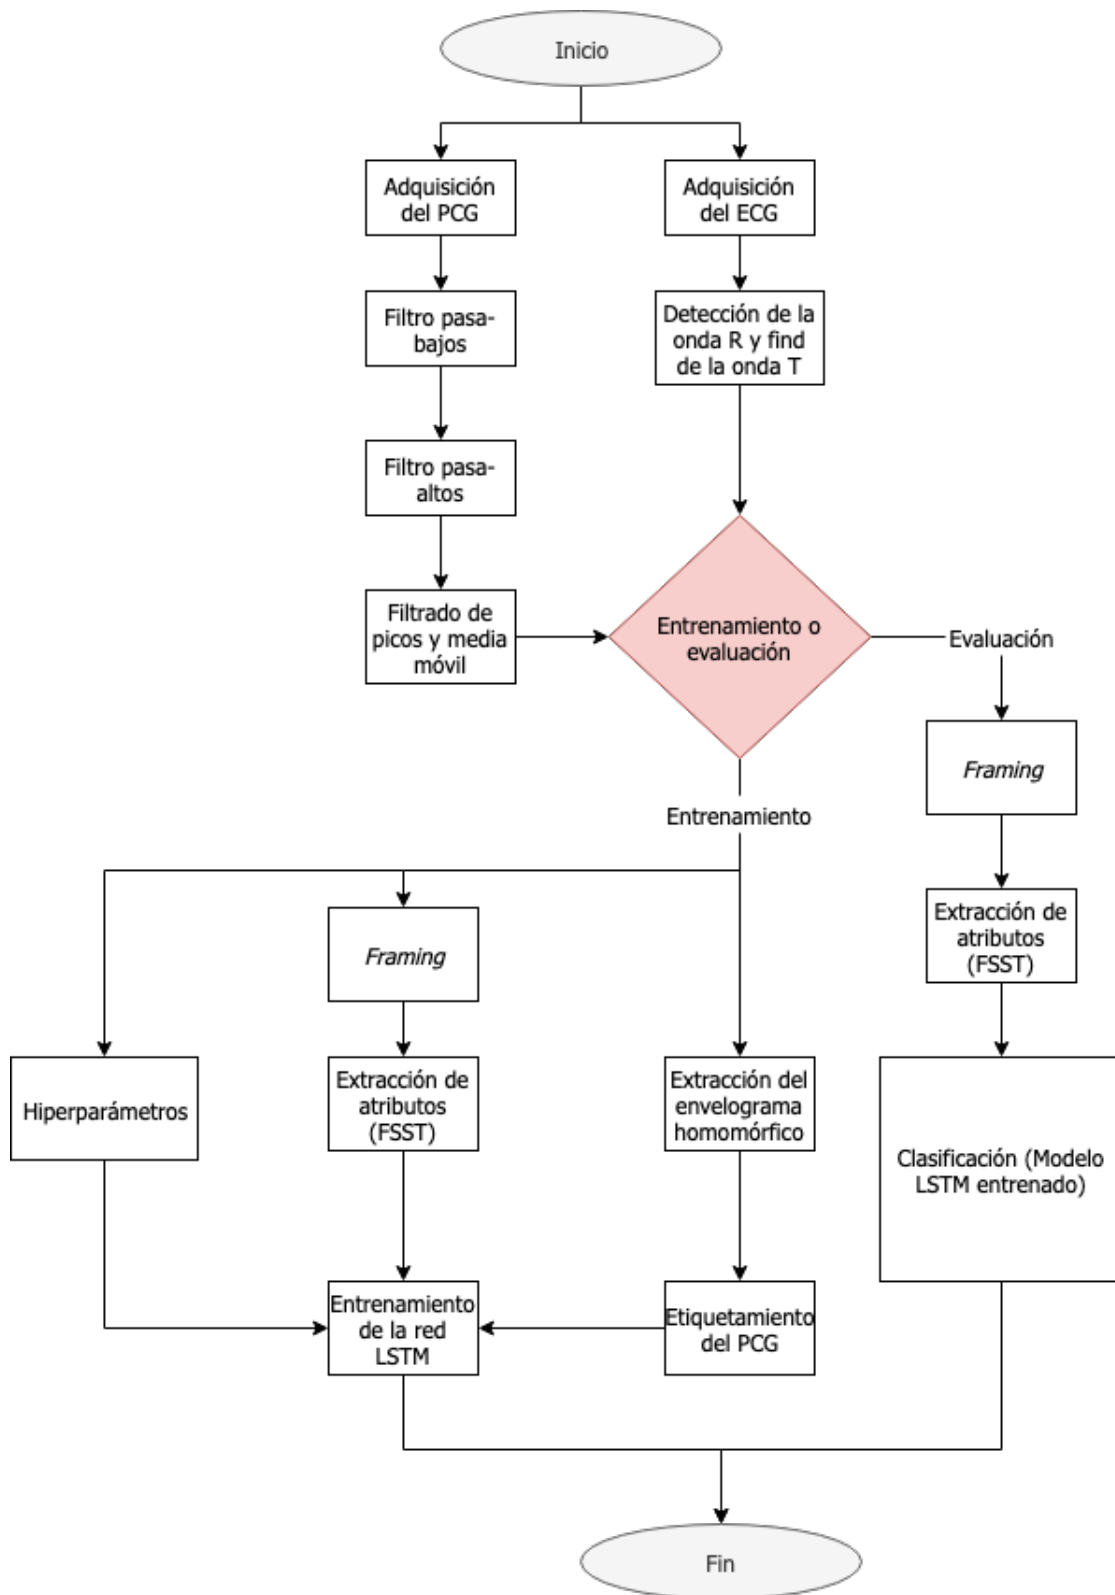 Inicio
Adquisición
del PCG
Adquisición
del ECG
Filtro pasa-
bajos
Detección de la
onda R y find
de la onda T
Filtro pasa-
altos
Filtrado de
picos y media
móvil
Entrenamiento o
evaluación
Evaluación
Framing
Entrenamiento
Extracción de
atributos
(FSST)
Framing
Hiperparámetros
Extracción de
atributos
(FSST)
Extracción del
envelograma
homomórfico
Clasificación (Modelo
LSTM entrenado)
Entrenamiento
de la red
LSTM
Etiquetamiento
del PCG
Fin